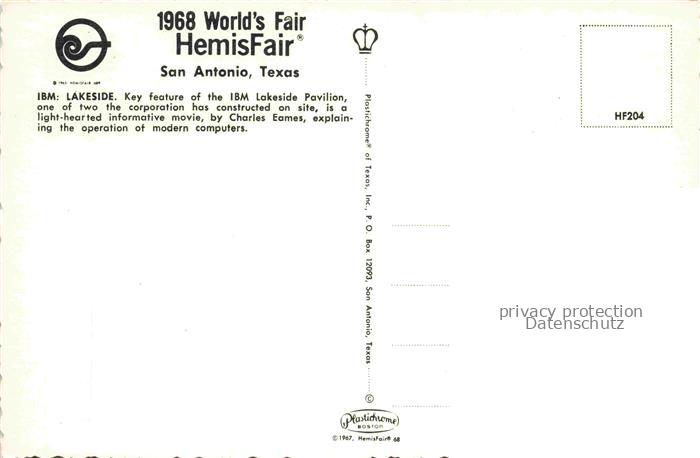 1968 World's Fair
HemisFair®
San Antonio, Texas
IBM: LAKESIDE. Key feature of the IBM Lakeside Pavilion,
one of two the corporation has constructed on site, is a
light-hearted informative movie, by Charles Eames, explain-
ing the operation of modern computers.
Plastichrome® of Texas, Inc., P. O. Box 12093, San Antonio, Texas
©
Plastichrome
BOSTON
©1967, HemisFair 68
HF204
privacy protection
Datenschutz